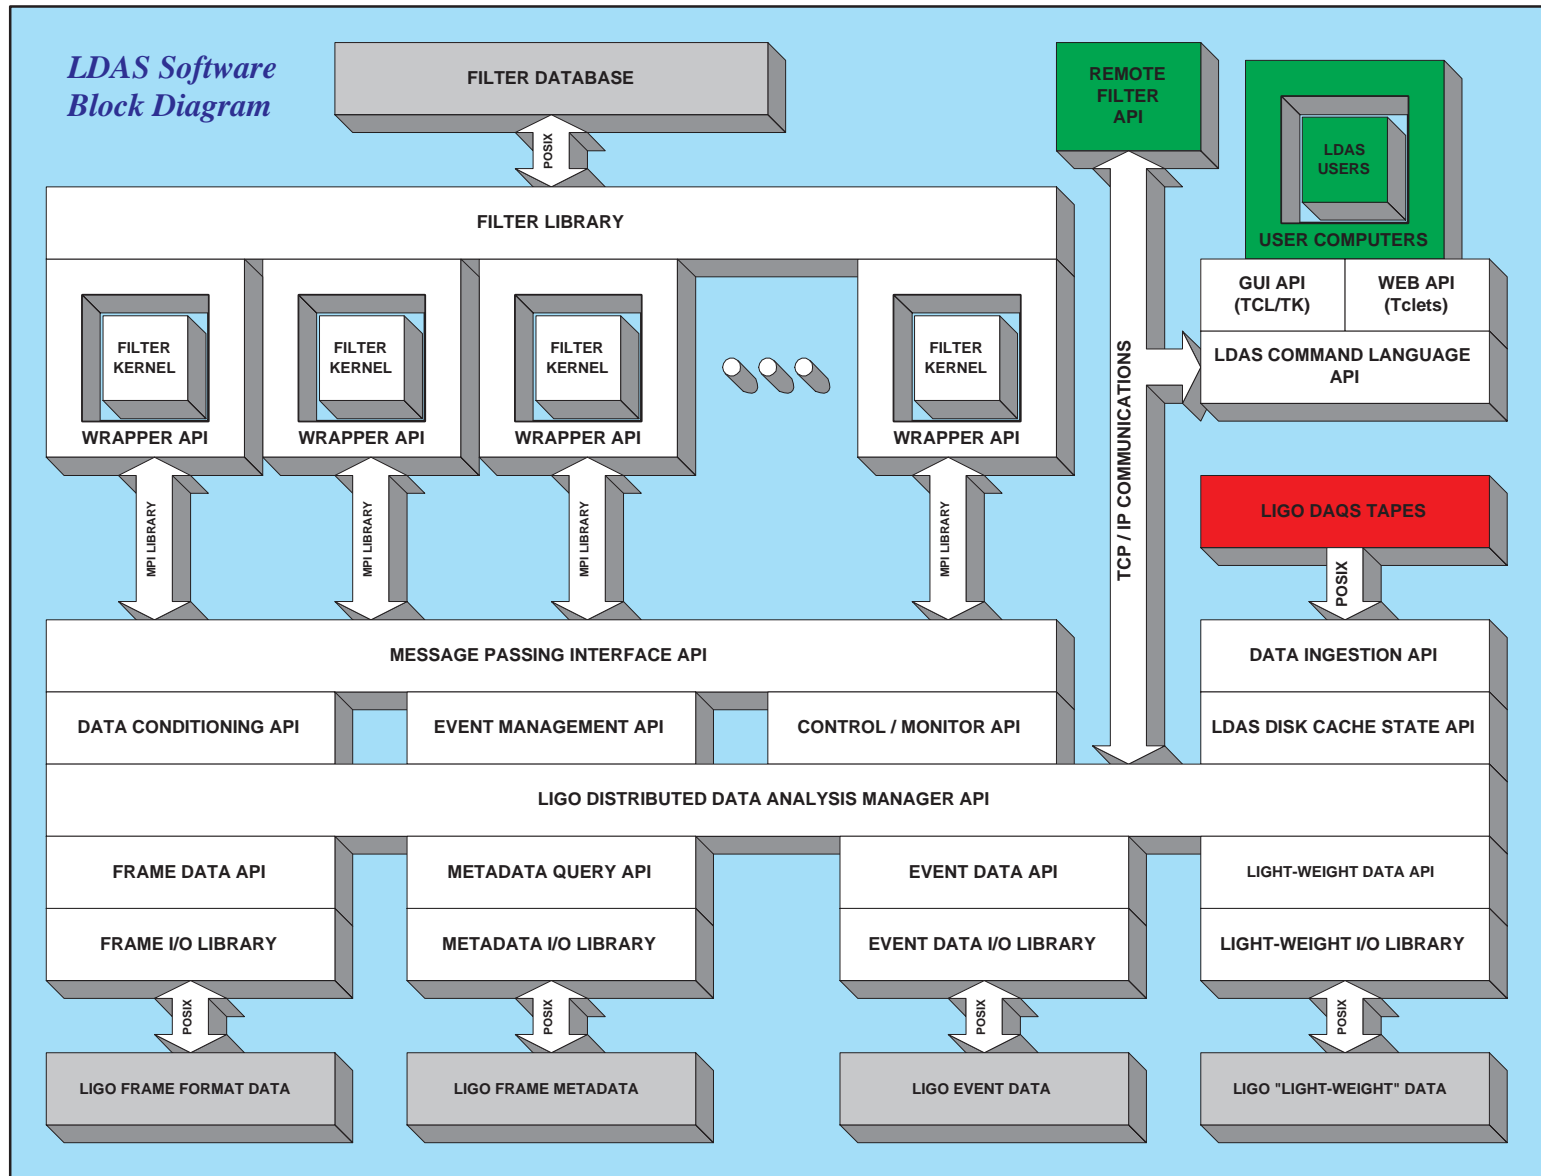 LDAS Software
Block Diagram
FILTER DATABASE
REMOTE
FILTER
API
LDAS
USERS
USER COMPUTERS
POSIX
FILTER LIBRARY
GUI API
(TCL/TK)
WEB API
(Tclets)
LDAS COMMAND LANGUAGE
API
FILTER
KERNEL
WRAPPER API
FILTER
KERNEL
WRAPPER API
FILTER
KERNEL
WRAPPER API
FILTER
KERNEL
WRAPPER API
TCP / IP COMMUNICATIONS
MPI LIBRARY
MPI LIBRARY
MPI LIBRARY
MPI LIBRARY
LIGO DAQS TAPES
POSIX
MESSAGE PASSING INTERFACE API
DATA INGESTION API
DATA CONDITIONING API
EVENT MANAGEMENT API
CONTROL / MONITOR API
LDAS DISK CACHE STATE API
LIGO DISTRIBUTED DATA ANALYSIS MANAGER API
FRAME DATA API
METADATA QUERY API
EVENT DATA API
LIGHT-WEIGHT DATA API
FRAME I/O LIBRARY
METADATA I/O LIBRARY
EVENT DATA I/O LIBRARY
LIGHT-WEIGHT I/O LIBRARY
POSIX
POSIX
POSIX
POSIX
LIGO FRAME FORMAT DATA
LIGO FRAME METADATA
LIGO EVENT DATA
LIGO "LIGHT-WEIGHT" DATA